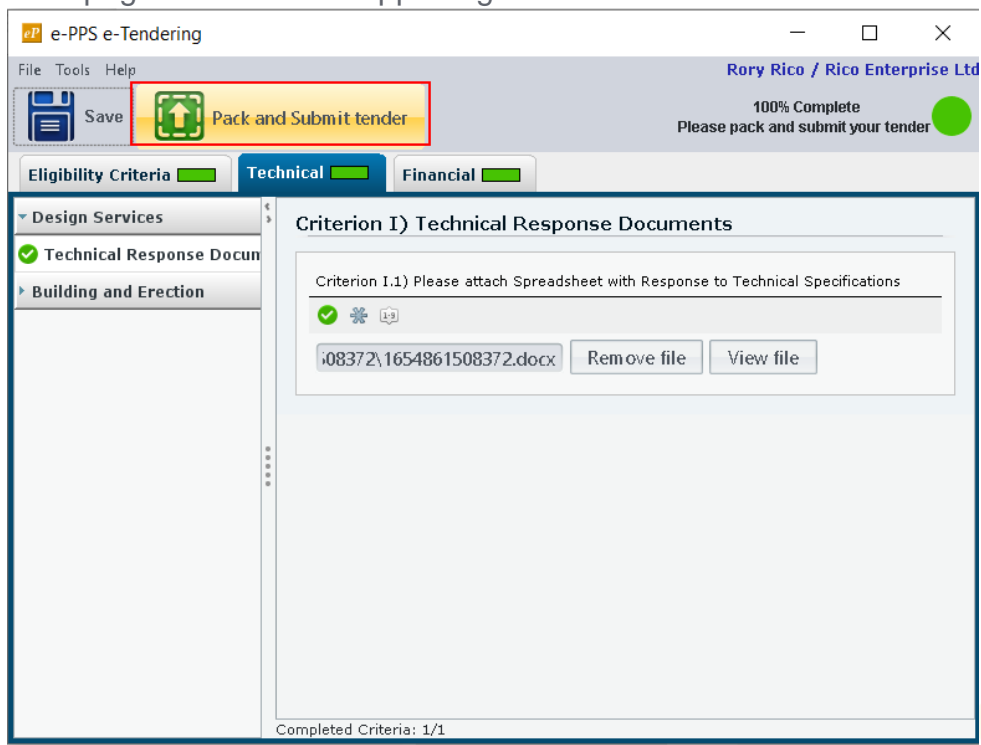 e-PPS e-Tendering
File Tools Help
Rory Rico / Rico Enterprise Ltd
Save
Pack and Submit tender
100% Complete
Please pack and submit your tender
Eligibility Criteria
Technical
Financial
Design Services
Technical Response Docum
Building and Erection
Criterion I) Technical Response Documents
Criterion I.1) Please attach Spreadsheet with Response to Technical Specifications
1-9
08372\1654861508372.docx
Remove file
View file
Completed Criteria: 1/1